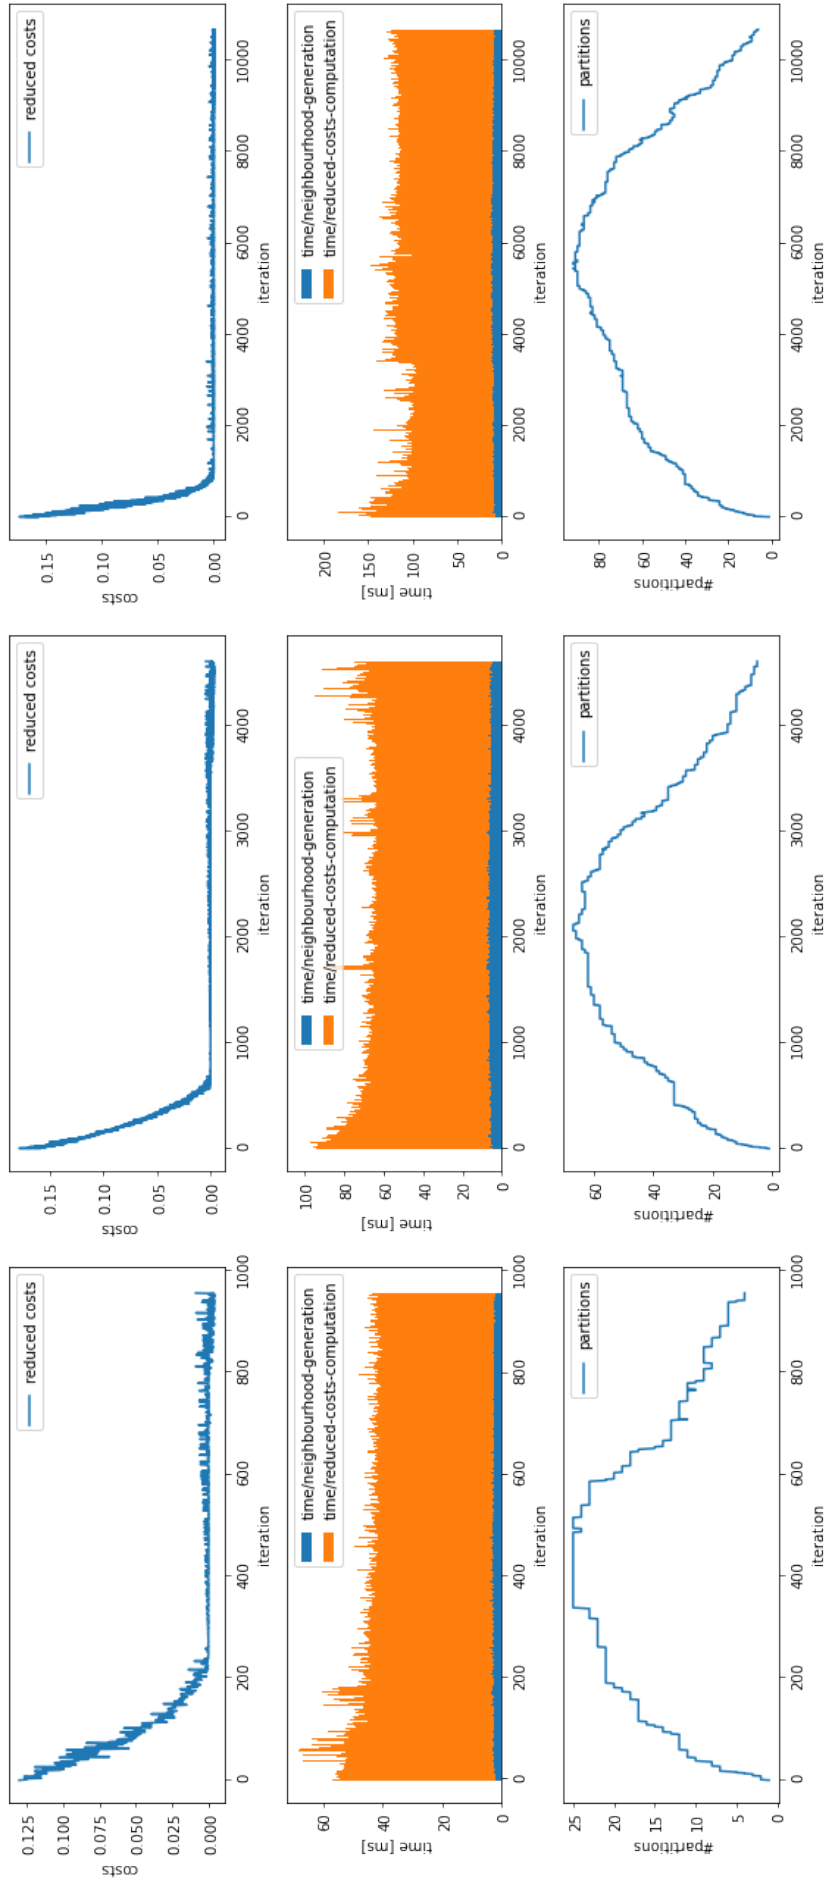 costs
0.125
0.100
0.075
0.050
0.025
0.000
reduced costs
0 200 400 600 800 1000
iteration
costs
0.15
0.10
0.05
0.00
reduced costs
0 1000 2000 3000 4000
iteration
costs
0.15
0.10
0.05
0.00
reduced costs
0 2000 4000 6000 8000 10000
iteration
time [ms]
60
40
20
0
time/neighbourhood-generation
time/reduced-costs-computation
0 200 400 600 800 1000
iteration
time [ms]
100
80
60
40
20
0
time/neighbourhood-generation
time/reduced-costs-computation
0 1000 2000 3000 4000
iteration
time [ms]
200
150
100
50
0
time/neighbourhood-generation
time/reduced-costs-computation
0 2000 4000 6000 8000 10000
iteration
#partitions
25
20
15
10
5
partitions
0 200 400 600 800 1000
iteration
#partitions
60
40
20
0
partitions
0 1000 2000 3000 4000
iteration
#partitions
80
60
40
20
0
partitions
0 2000 4000 6000 8000 10000
iteration